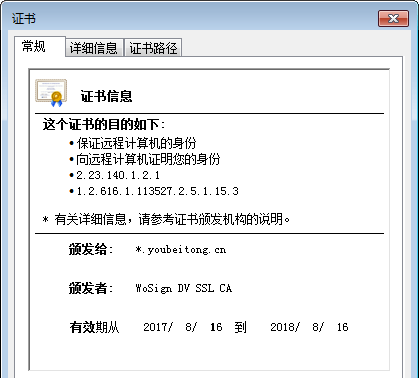 证书
常规 详细信息 证书路径
证书信息
这个证书的目的如下:
• 保证远程计算机的身份
• 向远程计算机证明您的身份
• 2.23.140.1.2.1
• 1.2.616.1.113527.2.5.1.15.3
* 有关详细信息，请参考证书颁发机构的说明。
颁发给: *.youbeitong.cn
颁发者: WoSign DV SSL CA
有效期从 2017/ 8/ 16 到 2018/ 8/ 16